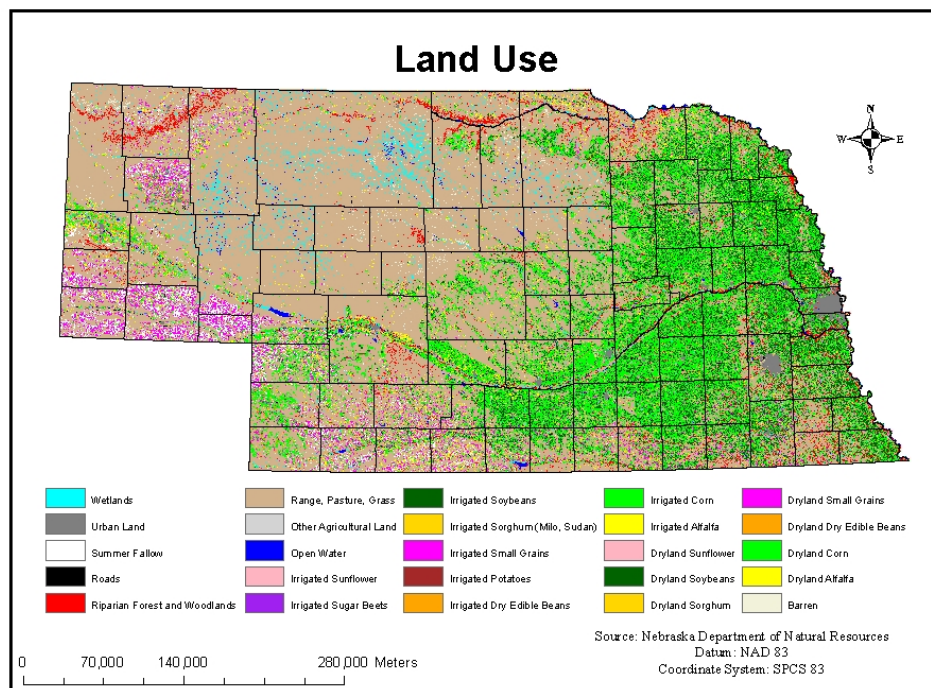 Land Use
N
W E
S
Wetlands
Urban Land
Summer Fallow
Roads
Riparian Forest and Woodlands
Range, Pasture, Grass
Other Agricultural Land
Open Water
Irrigated Sunflower
Irrigated Sugar Beets
Irrigated Soybeans
Irrigated Sorghum(Milo, Sudan)
Irrigated Small Grains
Irrigated Potatoes
Irrigated Dry Edible Beans
Irrigated Corn
Irrigated Alfalfa
Dryland Sunflower
Dryland Soybeans
Dryland Sorghum
Dryland Small Grains
Dryland Dry Edible Beans
Dryland Corn
Dryland Alfalfa
Barren
0 70,000 140,000 280,000 Meters
Source: Nebraska Department of Natural Resources
Datum: NAD 83
Coordinate System: SPCS 83